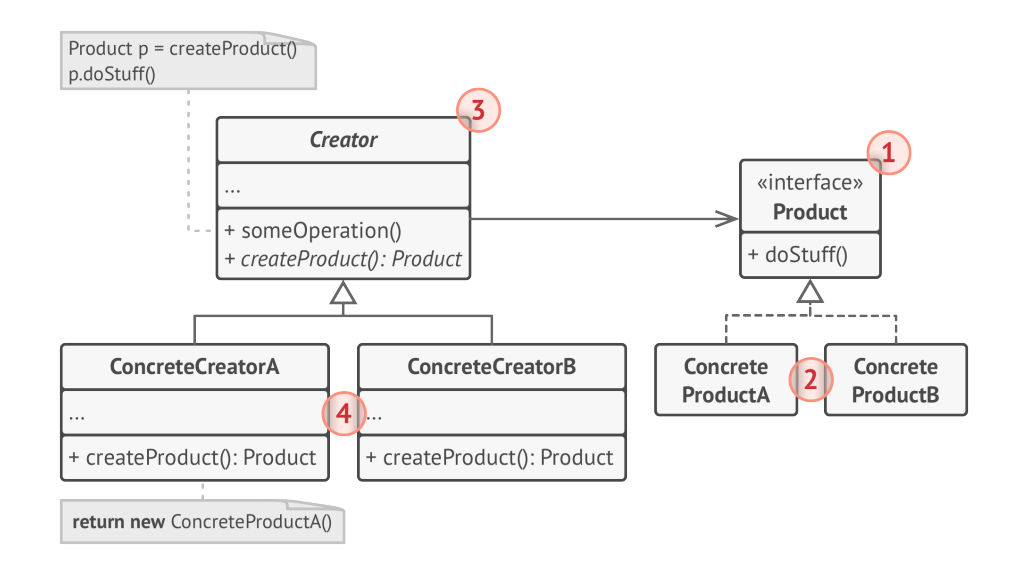 Product p = createProduct()
p.doStuff()
3
Creator
...
+ someOperation()
+ createProduct(): Product
1
«interface»
Product
+ doStuff()
ConcreteCreatorA
...
+ createProduct(): Product
4
ConcreteCreatorB
...
+ createProduct(): Product
Concrete
ProductA
2
Concrete
ProductB
return new ConcreteProductA()